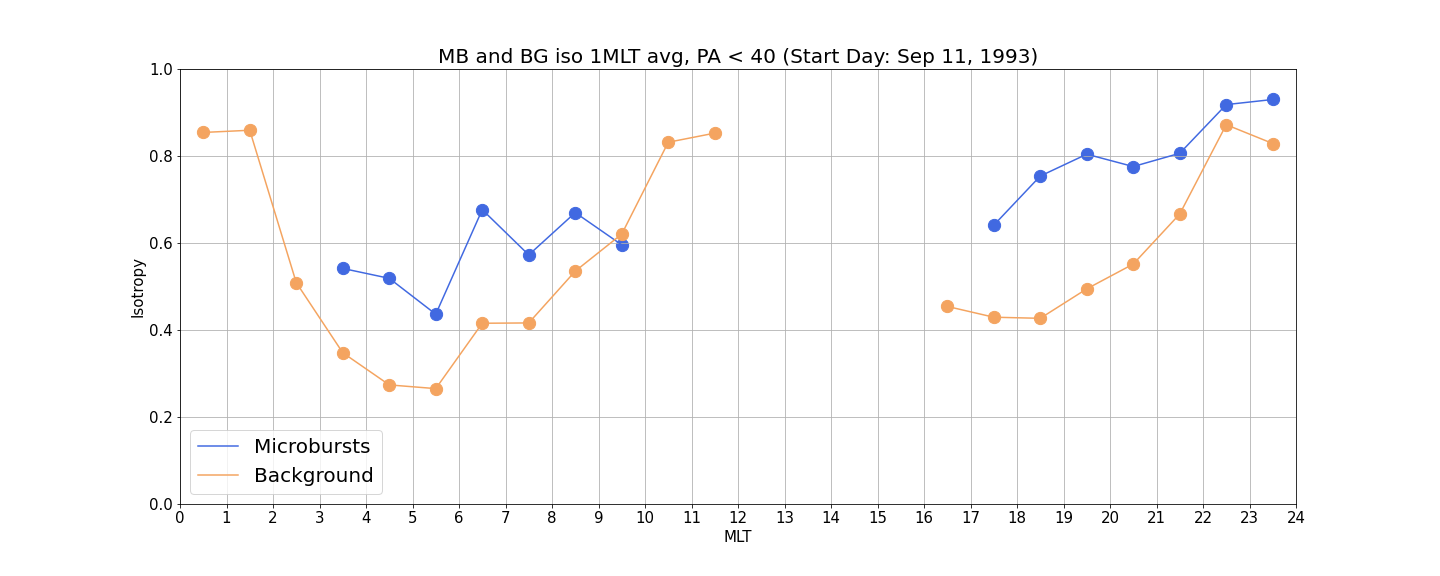 MB and BG iso 1MLT avg, PA < 40 (Start Day: Sep 11, 1993)
1.0
0.8
0.6
0.4
0.2
0.0
Isotropy
Microbursts
Background
0 1 2 3 4 5 6 7 8 9 10 11 12 13 14 15 16 17 18 19 20 21 22 23 24
MLT